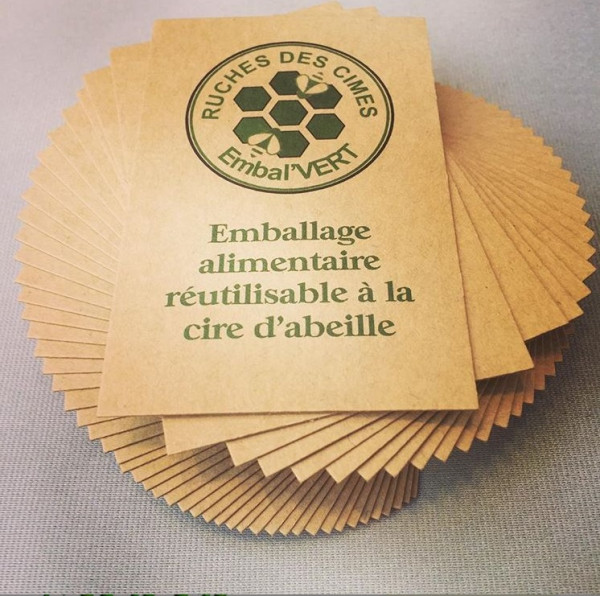 RUCHES DES CIMES
Embal'VERT
Emballage
alimentaire
réutilisable à la
cire d'abeille